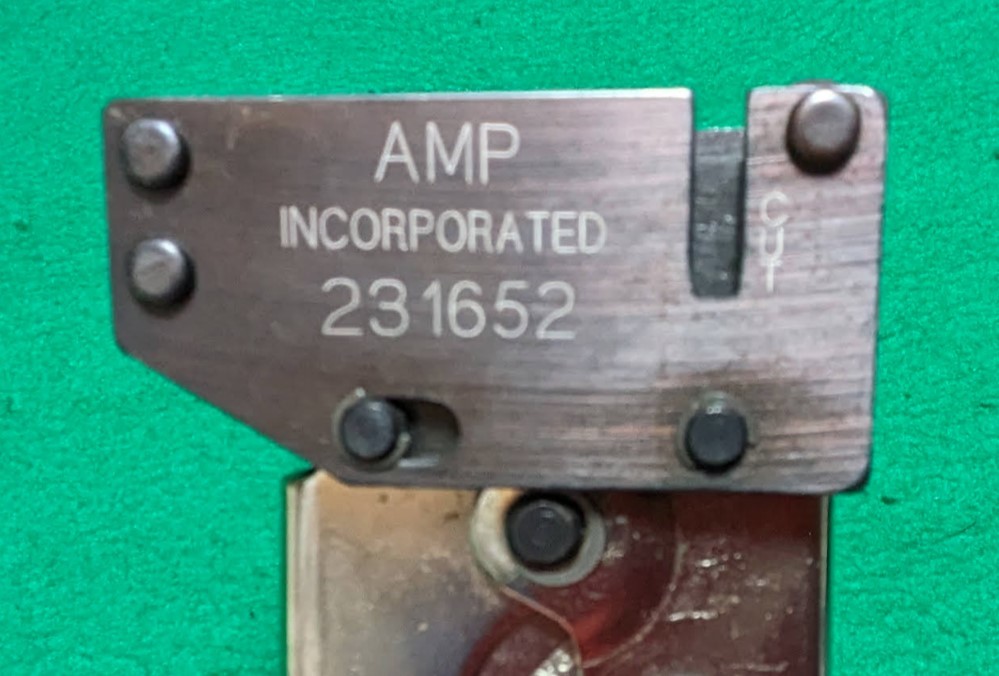 AMP
INCORPORATED
231652
CUT